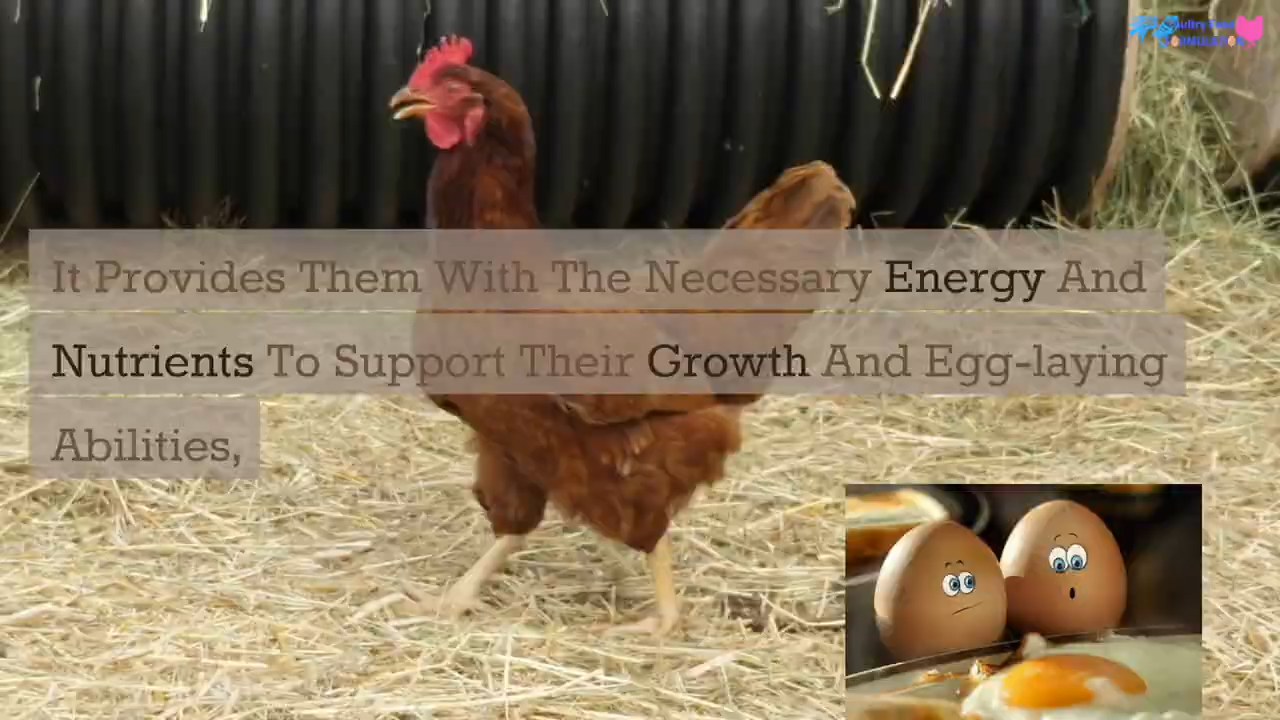 It Provides Them With The Necessary Energy And
Nutrients To Support Their Growth And Egg-laying
Abilities,